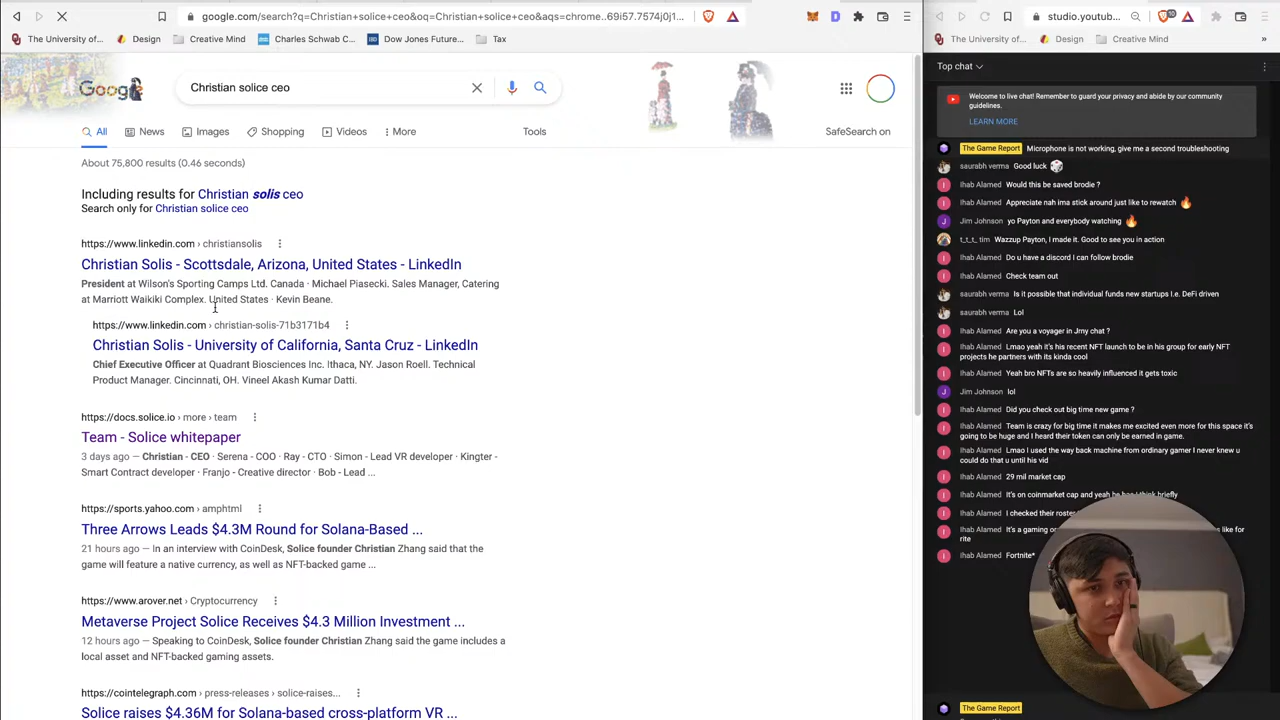 google.com/search?q=Christian+solice+ceo&oq=Christian+solice+ceo&aqs=chrome..69i57.7574j0j1...
The University of...
Design
Creative Mind
Charles Schwab C...
Dow Jones Future...
Tax
Christian solice ceo
All
News
Images
Shopping
Videos
More
Tools
SafeSearch on
About 75,800 results (0.46 seconds)
Including results for Christian solis ceo
Search only for Christian solice ceo
https://www.linkedin.com › christiansolis
Christian Solis - Scottsdale, Arizona, United States - LinkedIn
President at Wilson's Sporting Camps Ltd. Canada · Michael Piasecki. Sales Manager, Catering
at Marriott Waikiki Complex. United States · Kevin Beane.
https://www.linkedin.com › christian-solis-71b3171b4
Christian Solis - University of California, Santa Cruz - LinkedIn
Chief Executive Officer at Quadrant Biosciences Inc. Ithaca, NY. Jason Roell. Technical
Product Manager. Cincinnati, OH. Vineel Akash Kumar Datti.
https://docs.solice.io › more › team
Team - Solice whitepaper
3 days ago — Christian - CEO · Serena - COO · Ray - CTO · Simon - Lead VR developer · Kingter -
Smart Contract developer · Franjo - Creative director · Bob - Lead ...
https://sports.yahoo.com › amphtml
Three Arrows Leads $4.3M Round for Solana-Based ...
21 hours ago — In an interview with CoinDesk, Solice founder Christian Zhang said that the
game will feature a native currency, as well as NFT-backed game ...
https://www.arover.net › Cryptocurrency
Metaverse Project Solice Receives $4.3 Million Investment ...
12 hours ago — Speaking to CoinDesk, Solice founder Christian Zhang said the game includes a
local asset and NFT-backed gaming assets.
https://cointelegraph.com › press-releases › solice-raises...
Solice raises $4.36M for Solana-based cross-platform VR ...
studio.youtub...
The University of...
Design
Creative Mind
»
Top chat
Welcome to live chat! Remember to guard your privacy and abide by our community
guidelines.
LEARN MORE
The Game Report Microphone is not working, give me a second troubleshooting
saurabh verma Good luck
Ihab Alamed Would this be saved brodie ?
Ihab Alamed Appreciate nah ima stick around just like to rewatch
Jim Johnson yo Payton and everybody watching
t_t_t_ tim Wazzup Payton, I made it. Good to see you in action
Ihab Alamed Do u have a discord I can follow brodie
Ihab Alamed Check team out
saurabh verma Is it possible that individual funds new startups I.e. DeFi driven
saurabh verma Lol
Ihab Alamed Are you a voyager in Jrny chat ?
Ihab Alamed Lmao yeah it's his recent NFT launch to be in his group for early NFT
projects he partners with its kinda cool
Ihab Alamed Yeah bro NFTs are so heavily influenced it gets toxic
Jim Johnson lol
Ihab Alamed Did you check out big time new game ?
Ihab Alamed Team is crazy for big time it makes me excited even more for this space it's
going to be huge and I heard their token can only be earned in game.
Ihab Alamed Lmao I used the way back machine from ordinary gamer I never knew u
could do that u until his vid
Ihab Alamed 29 mil market cap
Ihab Alamed It's on coinmarket cap and yeah he briefly
Ihab Alamed I checked their roster
Ihab Alamed It's a gaming s like for
rite
Ihab Alamed Fortnite*
The Game Report